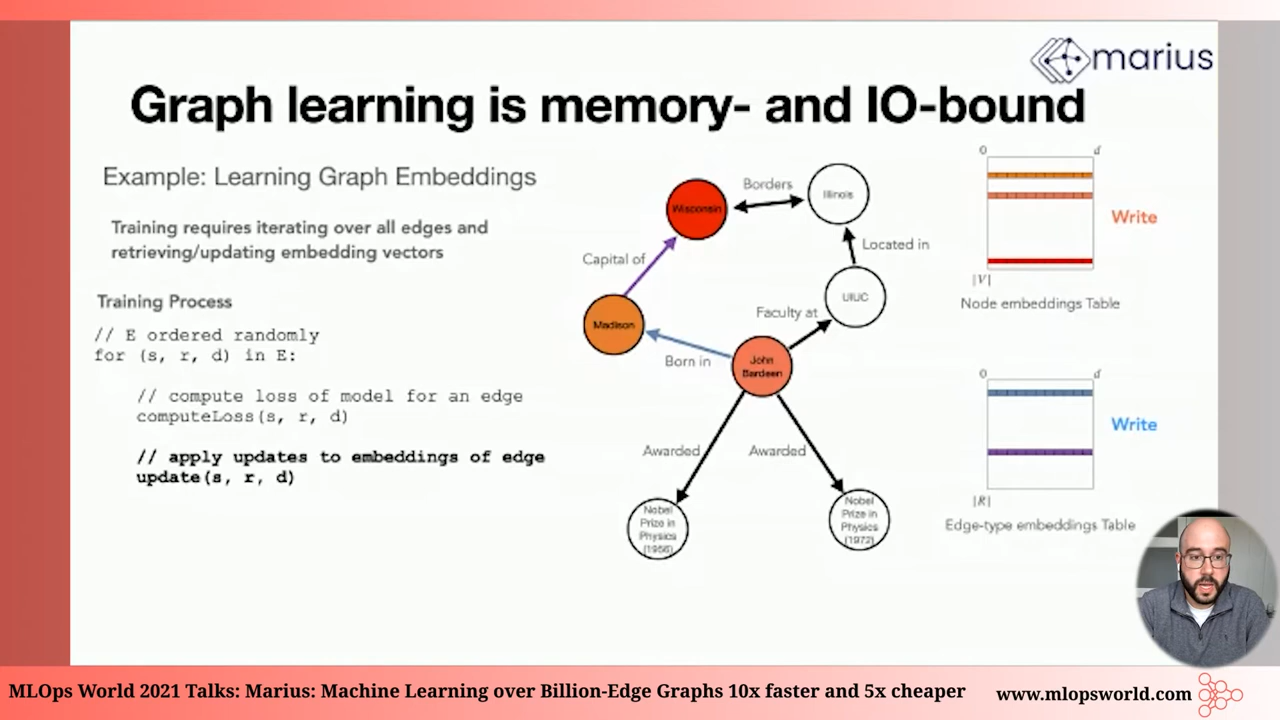 marius
Graph learning is memory- and IO-bound
Example: Learning Graph Embeddings
Training requires iterating over all edges and
retrieving/updating embedding vectors
Training Process
// E ordered randomly
for (s, r, d) in E:
// compute loss of model for an edge
computeLoss(s, r, d)
// apply updates to embeddings of edge
update(s, r, d)
Wisconsin
Borders
Illinois
Capital of
Located in
Madison
UIUC
Faculty at
Born in
John
Bardeen
Awarded
Awarded
Nobel
Prize in
Physics
(1956)
Nobel
Prize in
Physics
(1972)
0
d
Write
|V|
Node embeddings Table
0
d
Write
|R|
Edge-type embeddings Table
MLOps World 2021 Talks: Marius: Machine Learning over Billion-Edge Graphs 10x faster and 5x cheaper
www.mlopsworld.com